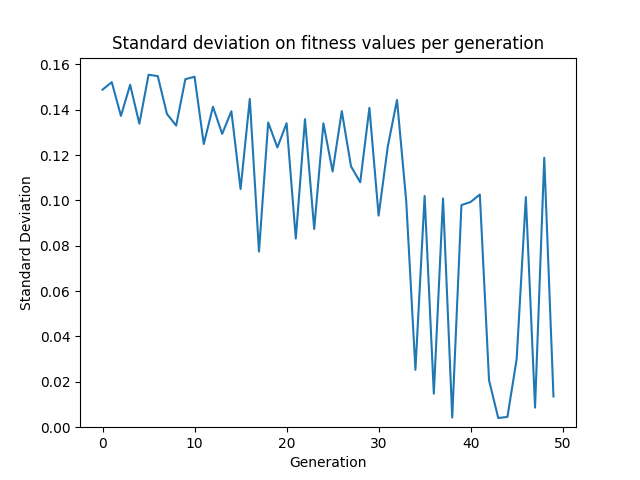 Standard deviation on fitness values per generation
0.16
0.14
0.12
0.10
0.08
0.06
0.04
0.02
0.00
Standard Deviation
0 10 20 30 40 50
Generation